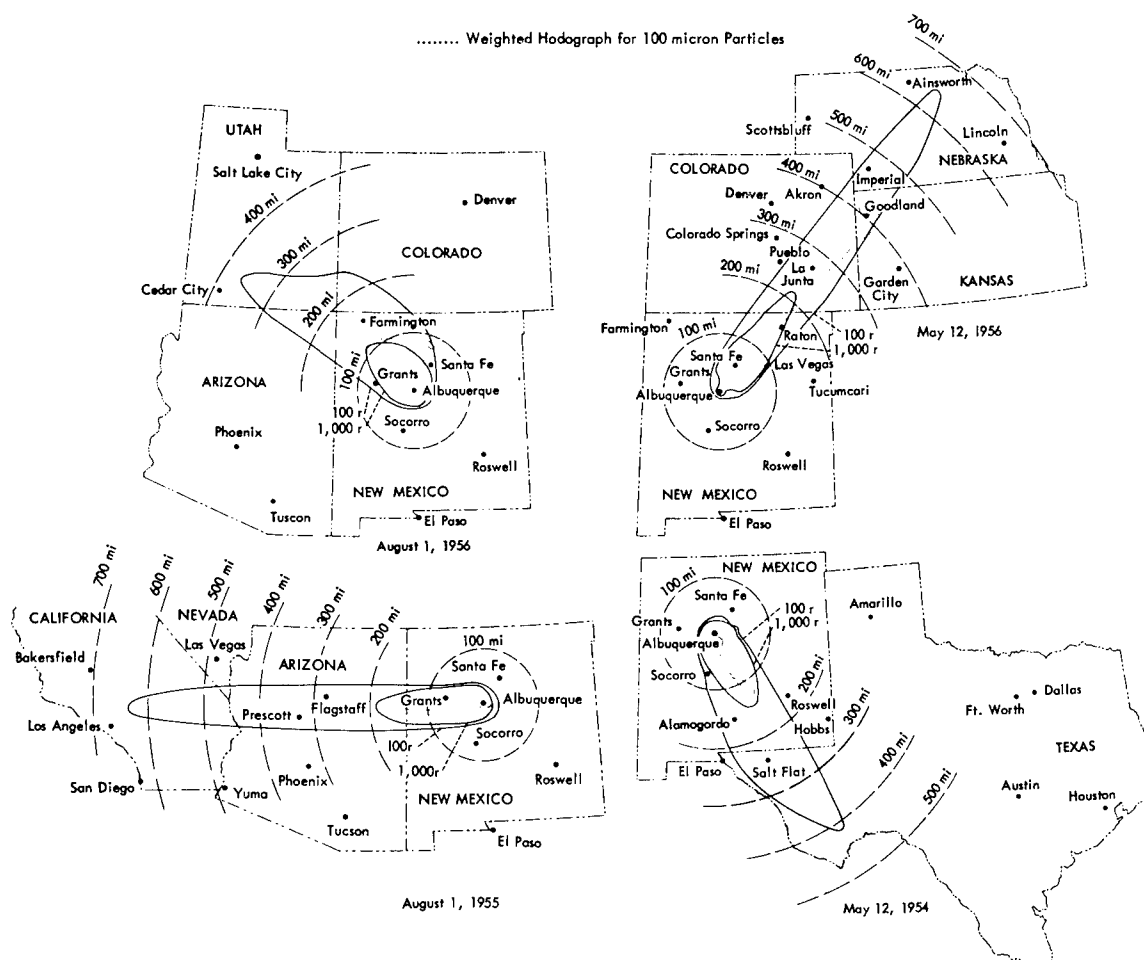 ........ Weighted Hodograph for 100 micron Particles
UTAH
Salt Lake City
400 mi
300 mi
200 mi
100 mi
Denver
COLORADO
Cedar City
Farmington
Santa Fe
Grants
Albuquerque
ARIZONA
100 r
1,000 r
Socorro
Phoenix
Roswell
NEW MEXICO
Tuscon
El Paso
August 1, 1956
700 mi
600 mi
Ainsworth
500 mi
Scottsbluff
Lincoln
NEBRASKA
COLORADO
400 mi
Imperial
Denver
Akron
Goodland
300 mi
Colorado Springs
Pueblo
La
Junta
200 mi
Garden
City
KANSAS
Farmington
100 mi
Raton
100 r
1,000 r
May 12, 1956
Santa Fe
Grants
Las Vegas
Albuquerque
Tucumcari
Socorro
Roswell
NEW MEXICO
El Paso
700 mi
600 mi
500 mi
400 mi
300 mi
200 mi
100 mi
CALIFORNIA
NEVADA
Las Vegas
Bakersfield
ARIZONA
Santa Fe
Grants
Albuquerque
Prescott
Flagstaff
Los Angeles
Socorro
100r
1,000r
Phoenix
Roswell
San Diego
Yuma
NEW MEXICO
Tucson
El Paso
August 1, 1955
NEW MEXICO
100 mi
Santa Fe
100 r
1,000 r
Amarillo
Grants
Albuquerque
Socorro
200 mi
Roswell
300 mi
Dallas
Ft. Worth
Alamogordo
Hobbs
TEXAS
El Paso
Salt Flat
400 mi
500 mi
Austin
Houston
May 12, 1954